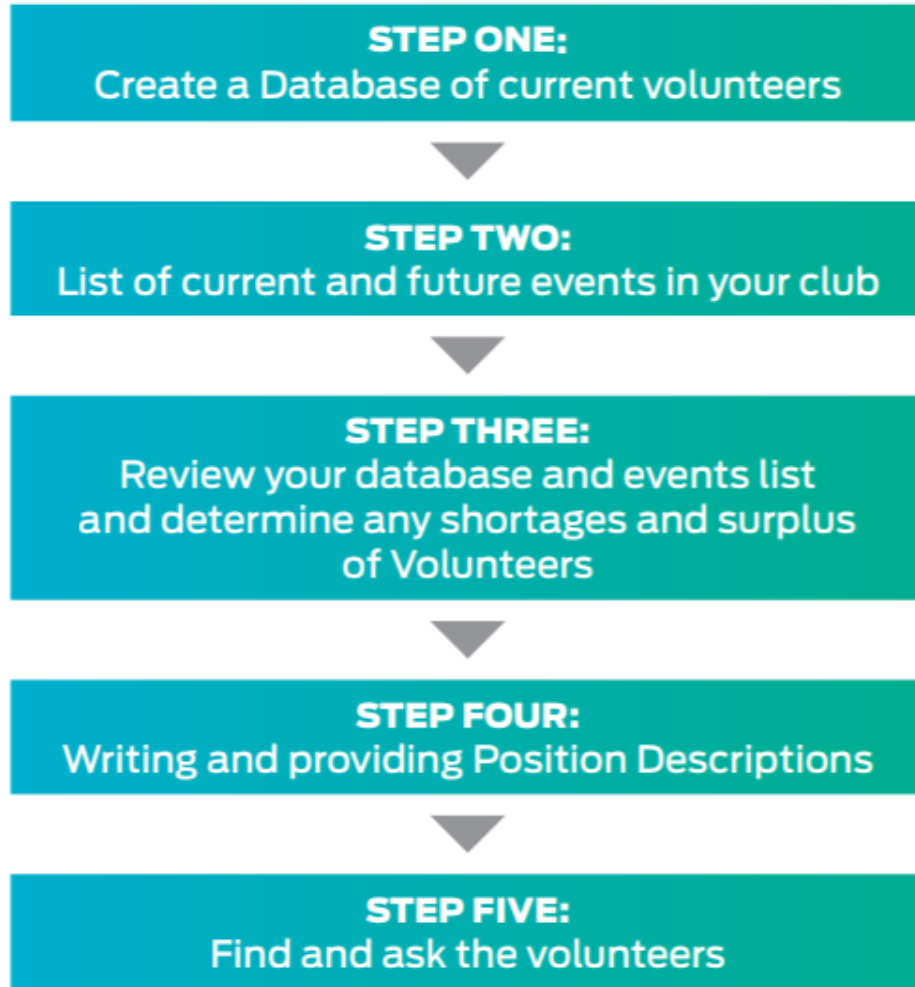 STEP ONE:
Create a Database of current volunteers
STEP TWO:
List of current and future events in your club
STEP THREE:
Review your database and events list
and determine any shortages and surplus
of Volunteers
STEP FOUR:
Writing and providing Position Descriptions
STEP FIVE:
Find and ask the volunteers